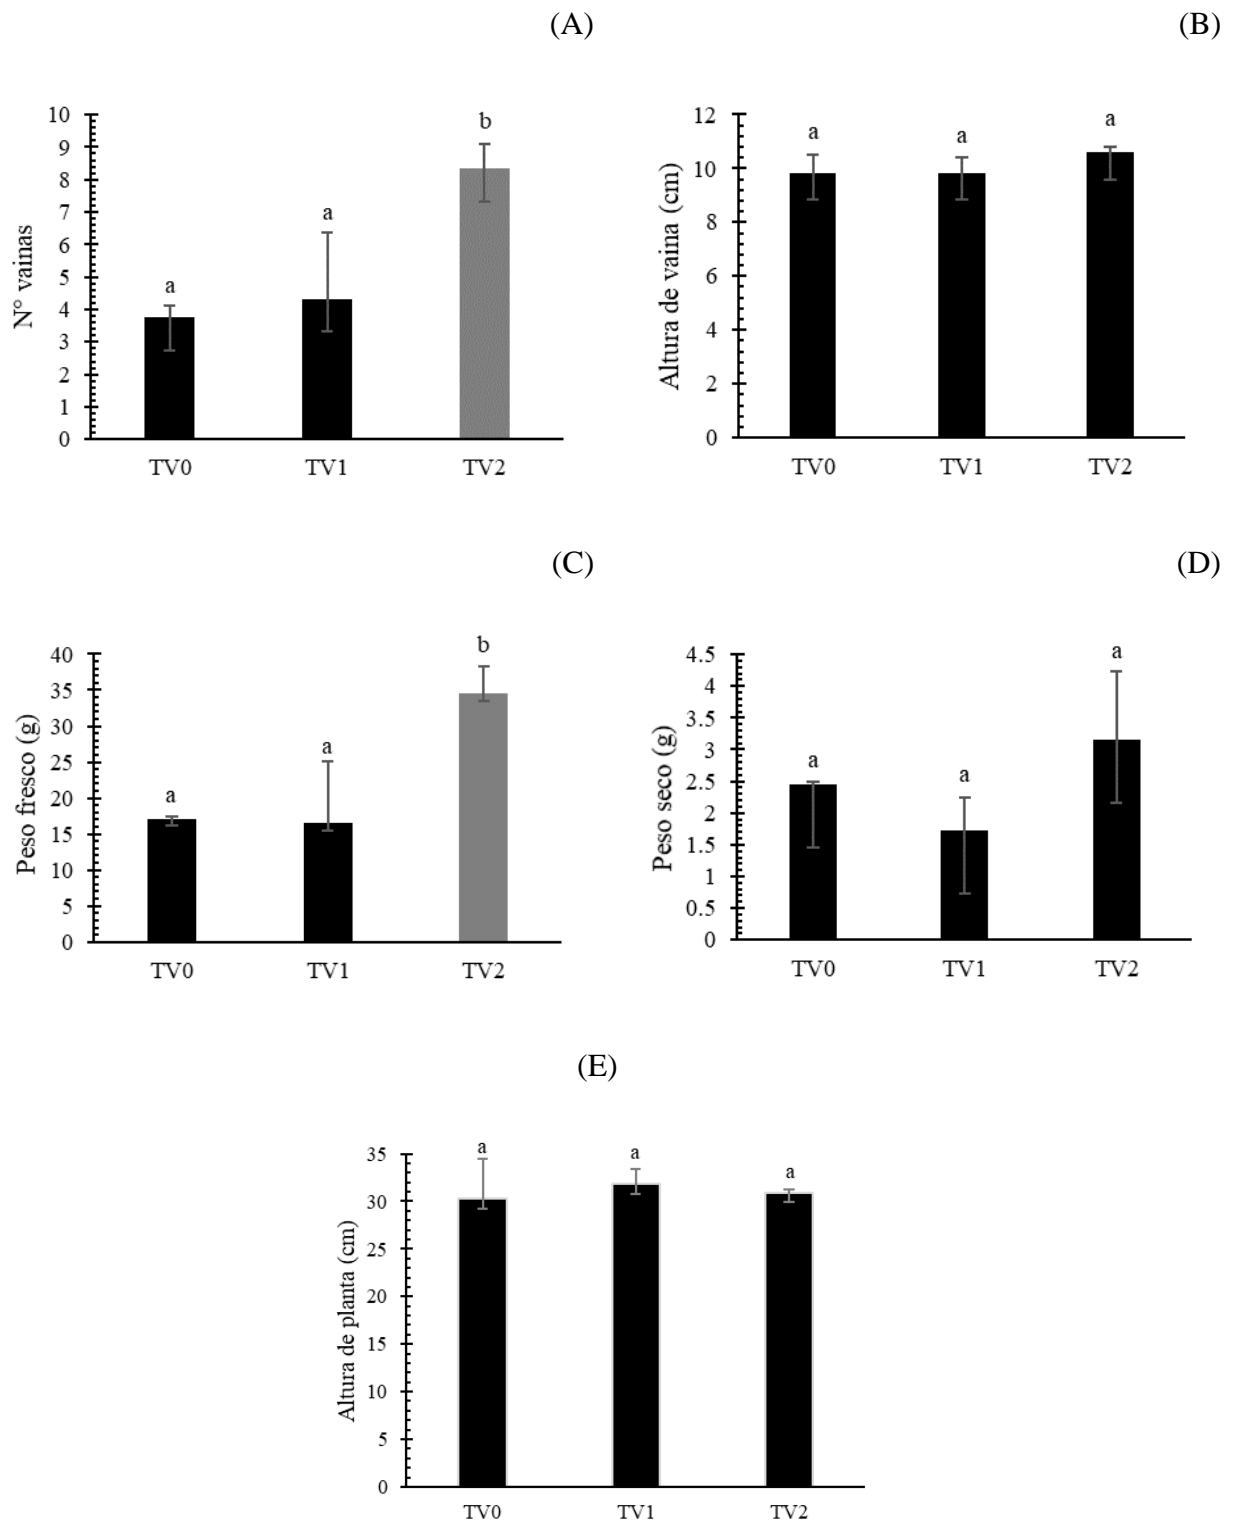 (A)
N° vainas
10
9
8
7
6
5
4
3
2
1
0
a
a
b
TV0
TV1
TV2
(B)
Altura de vaina (cm)
12
10
8
6
4
2
0
a
a
a
TV0
TV1
TV2
(C)
Peso fresco (g)
40
35
30
25
20
15
10
5
0
a
a
b
TV0
TV1
TV2
(D)
Peso seco (g)
4.5
4
3.5
3
2.5
2
1.5
1
0.5
0
a
a
a
TV0
TV1
TV2
(E)
Altura de planta (cm)
35
30
25
20
15
10
5
0
a
a
a
TV0
TV1
TV2